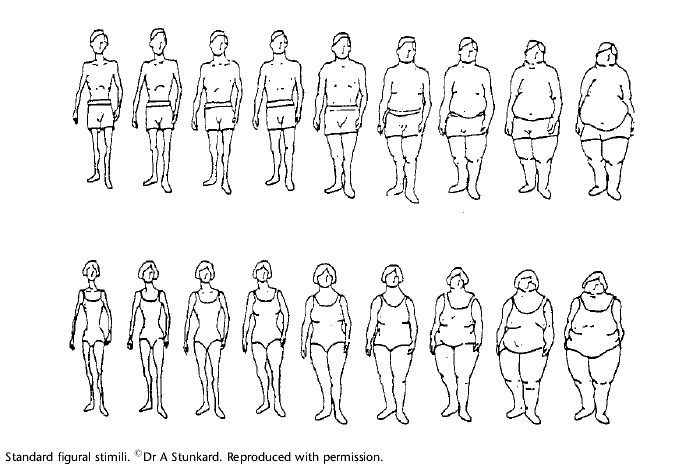 Standard figural stimili. ©Dr A Stunkard. Reproduced with permission.